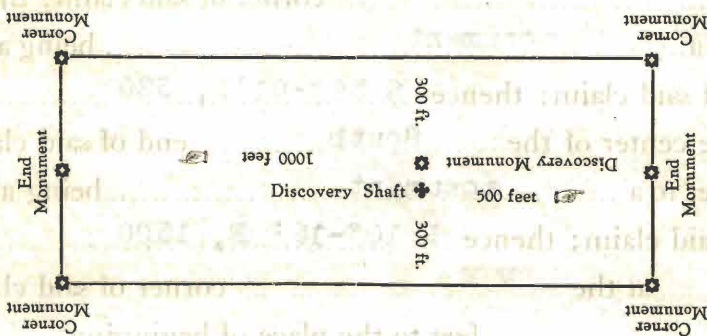 Corner Monument
Corner Monument
300 ft.
1000 feet
End Monument
Discovery Monument
Discovery Shaft
500 feet
End Monument
300 ft.
Corner Monument
Corner Monument